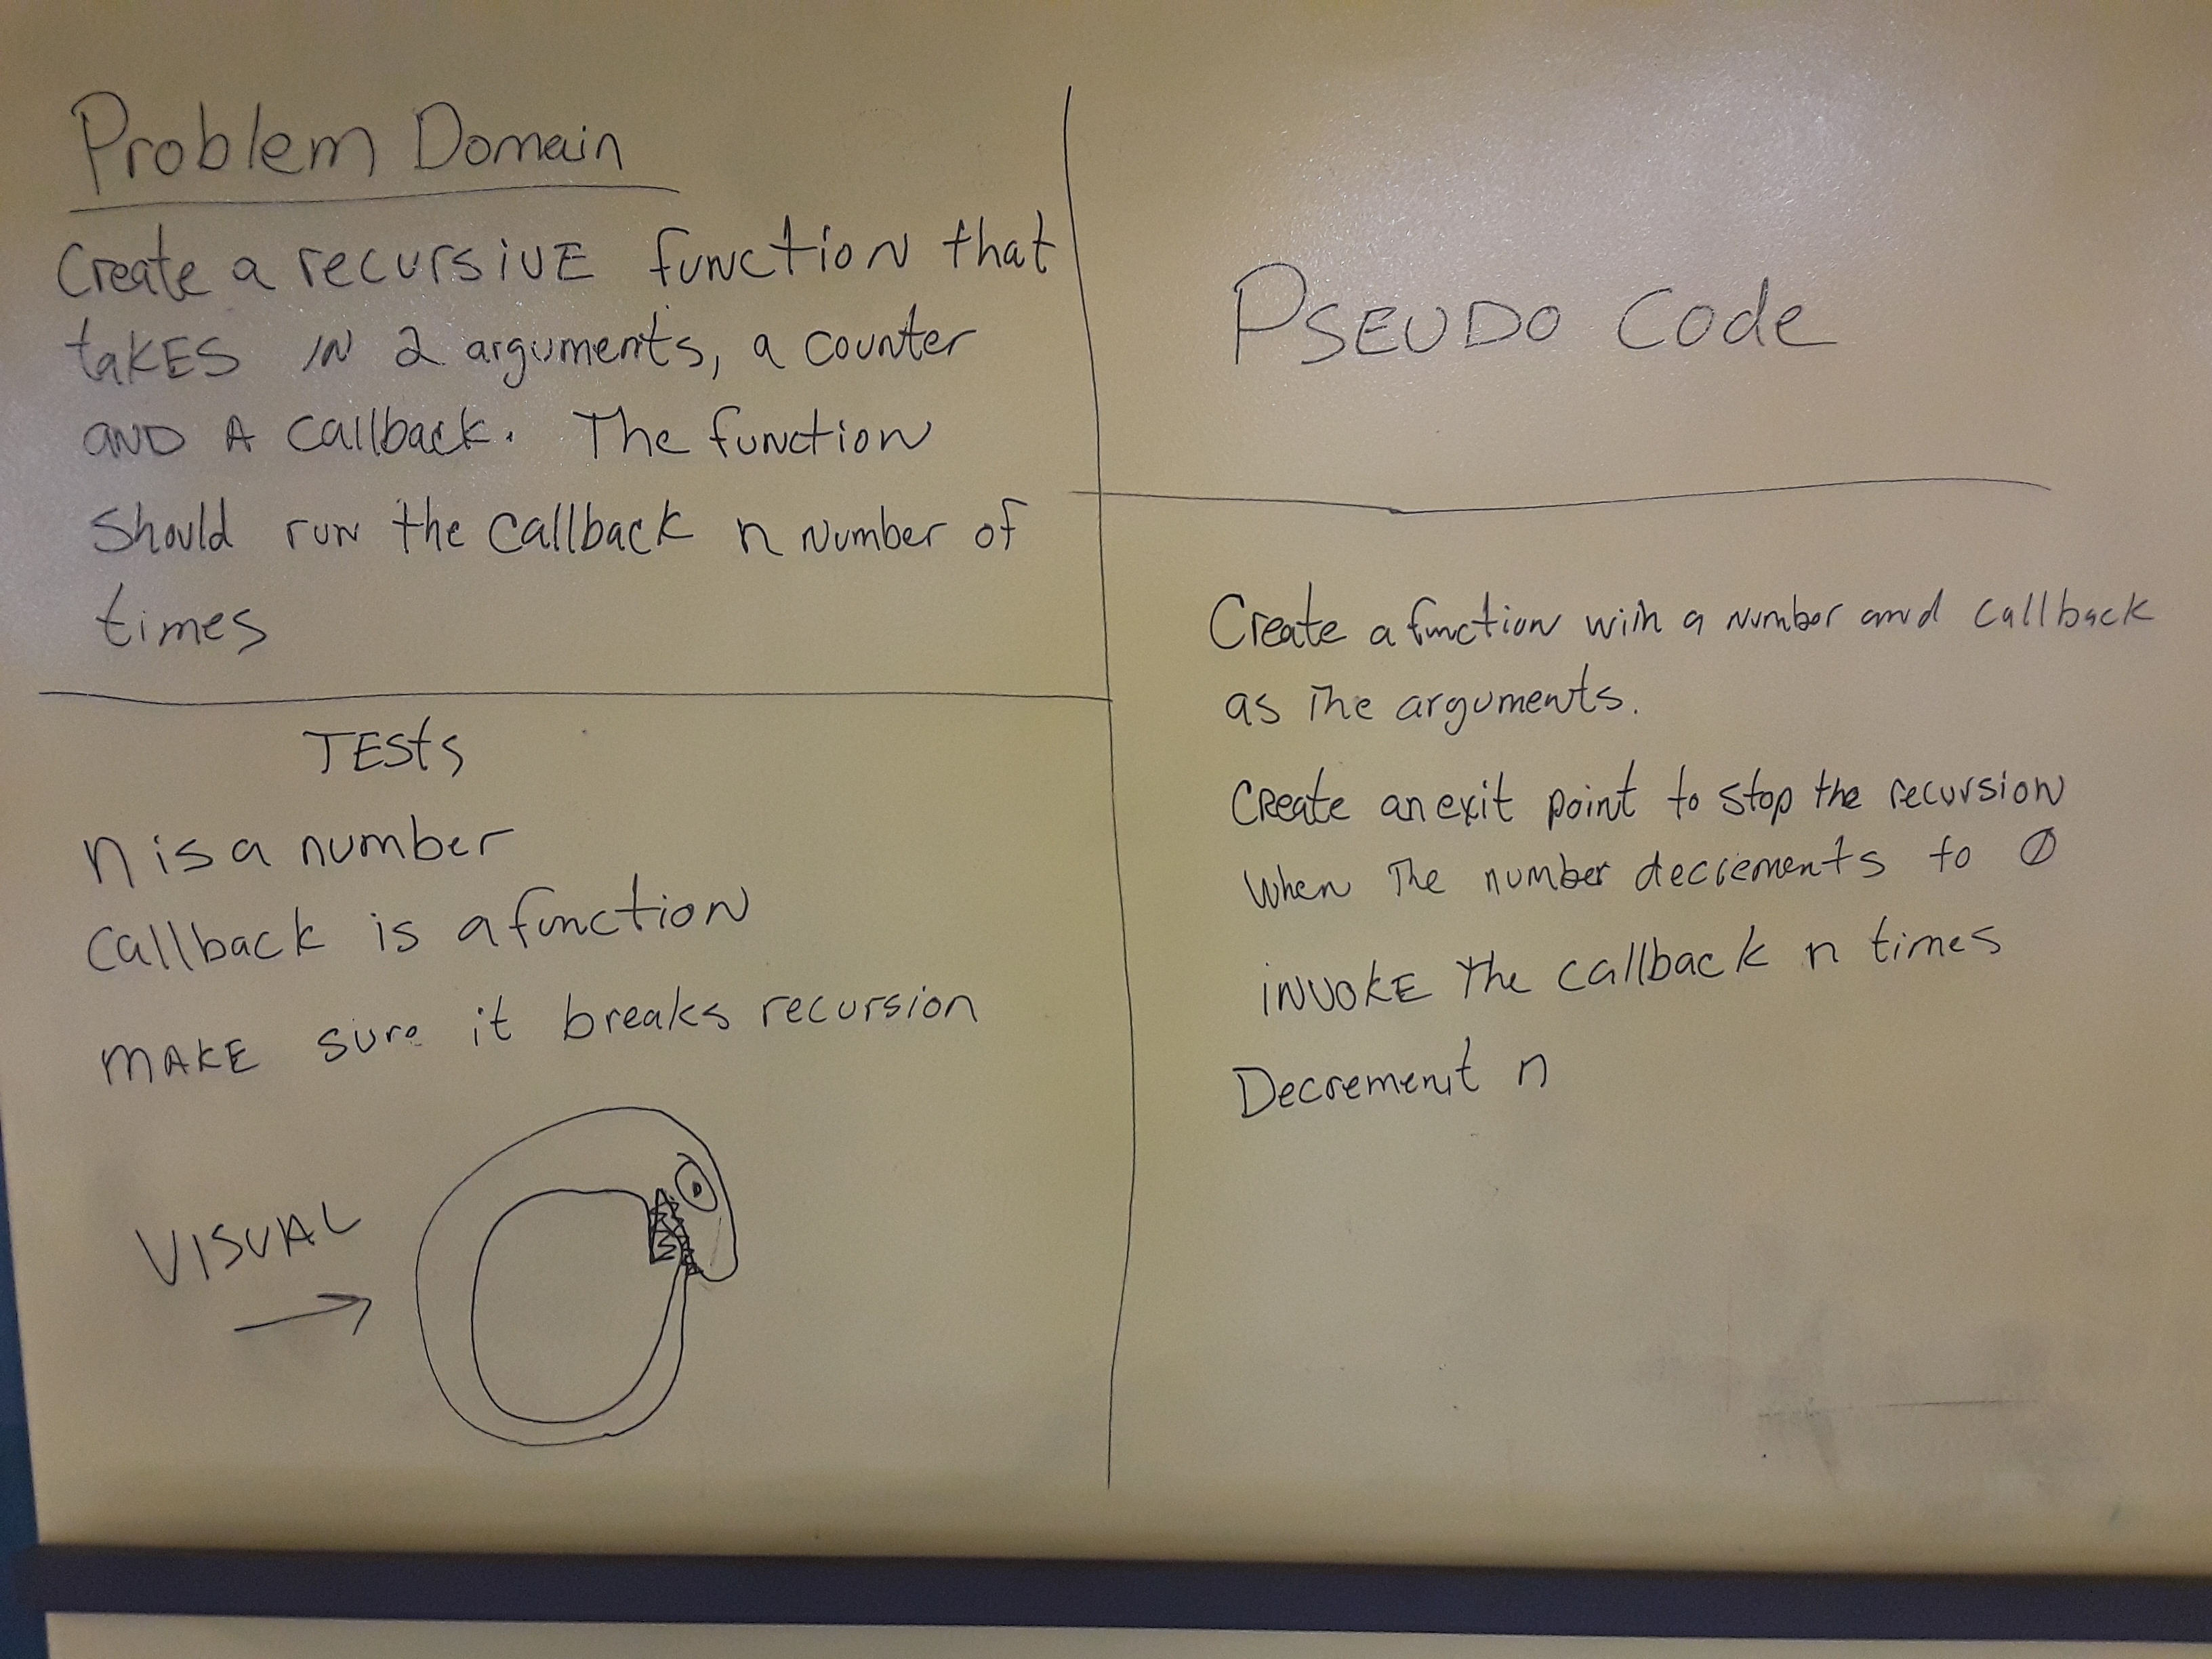 Problem Domain
Create a recursive function that
takes in 2 arguments, a counter
and a callback. The function
should run the callback n number of
times
Tests
n is a number
callback is a function
make sure it breaks recursion
VISUAL
Pseudo Code
Create a function with a number and callback
as the arguments.
Create an exit point to stop the recursion
when the number decrements to 0
invoke the callback n times
Decrement n